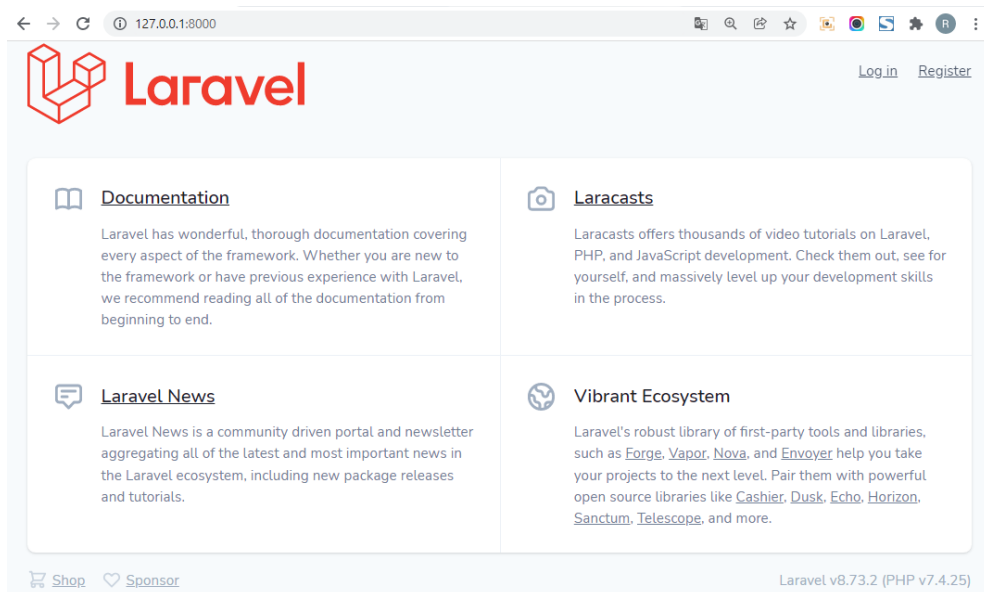 127.0.0.1:8000
R
Laravel
Log in Register
Documentation
Laravel has wonderful, thorough documentation covering
every aspect of the framework. Whether you are new to
the framework or have previous experience with Laravel,
we recommend reading all of the documentation from
beginning to end.
Laracasts
Laracasts offers thousands of video tutorials on Laravel,
PHP, and JavaScript development. Check them out, see for
yourself, and massively level up your development skills
in the process.
Laravel News
Laravel News is a community driven portal and newsletter
aggregating all of the latest and most important news in
the Laravel ecosystem, including new package releases
and tutorials.
Vibrant Ecosystem
Laravel's robust library of first-party tools and libraries,
such as Forge, Vapor, Nova, and Envoyer help you take
your projects to the next level. Pair them with powerful
open source libraries like Cashier, Dusk, Echo, Horizon,
Sanctum, Telescope, and more.
Shop Sponsor
Laravel v8.73.2 (PHP v7.4.25)